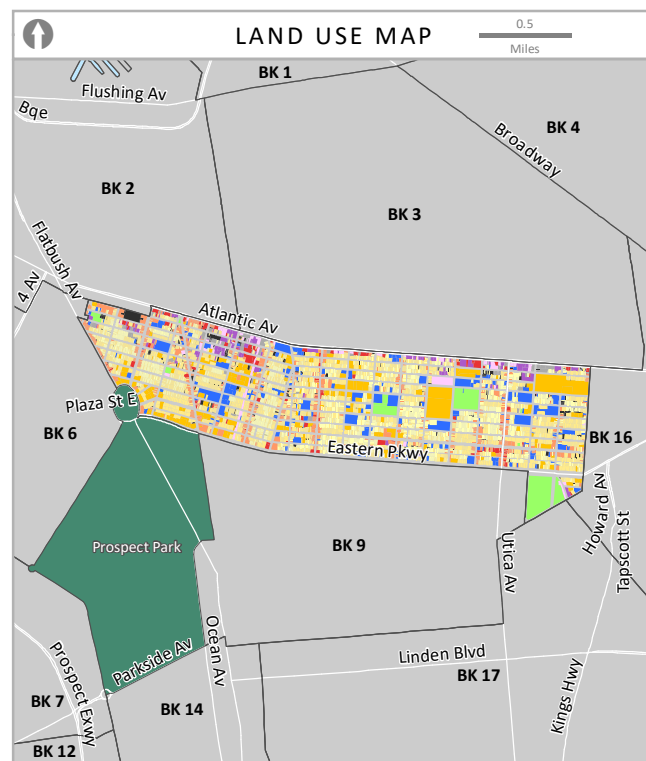 LAND USE MAP
0.5
Miles
BK 1
Flushing Av
Bqe
BK 4
Broadway
BK 2
BK 3
Flatbush Av
4 Av
Atlantic Av
Plaza St E
BK 6
Eastern Pkwy
BK 16
Howard Av
Tapscott St
Prospect Park
BK 9
Utica Av
Ocean Av
Parkside Av
Linden Blvd
Prospect Expwy
BK 17
Kings Hwy
BK 7
BK 14
BK 12